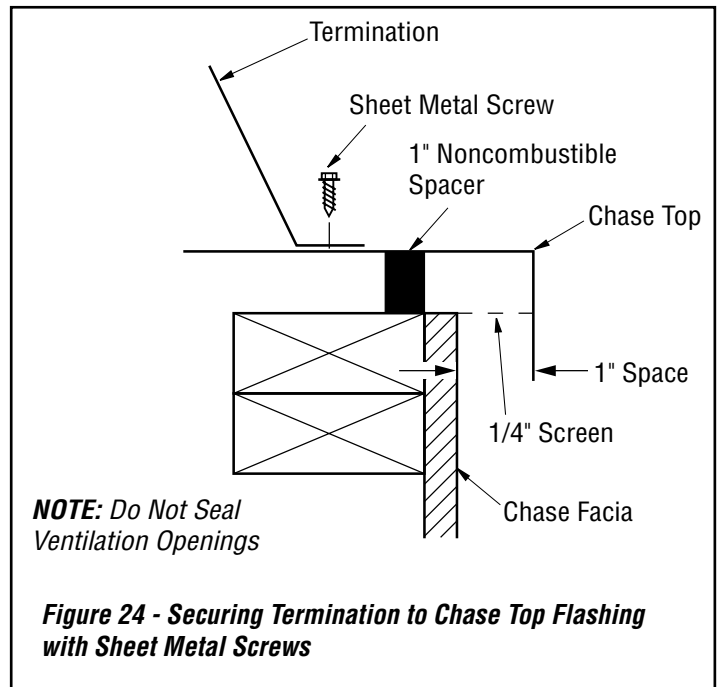 Termination
Sheet Metal Screw
1" Noncombustible
Spacer
Chase Top
1" Space
1/4" Screen
Chase Facia
NOTE: Do Not Seal
Ventilation Openings
Figure 24 - Securing Termination to Chase Top Flashing
with Sheet Metal Screws